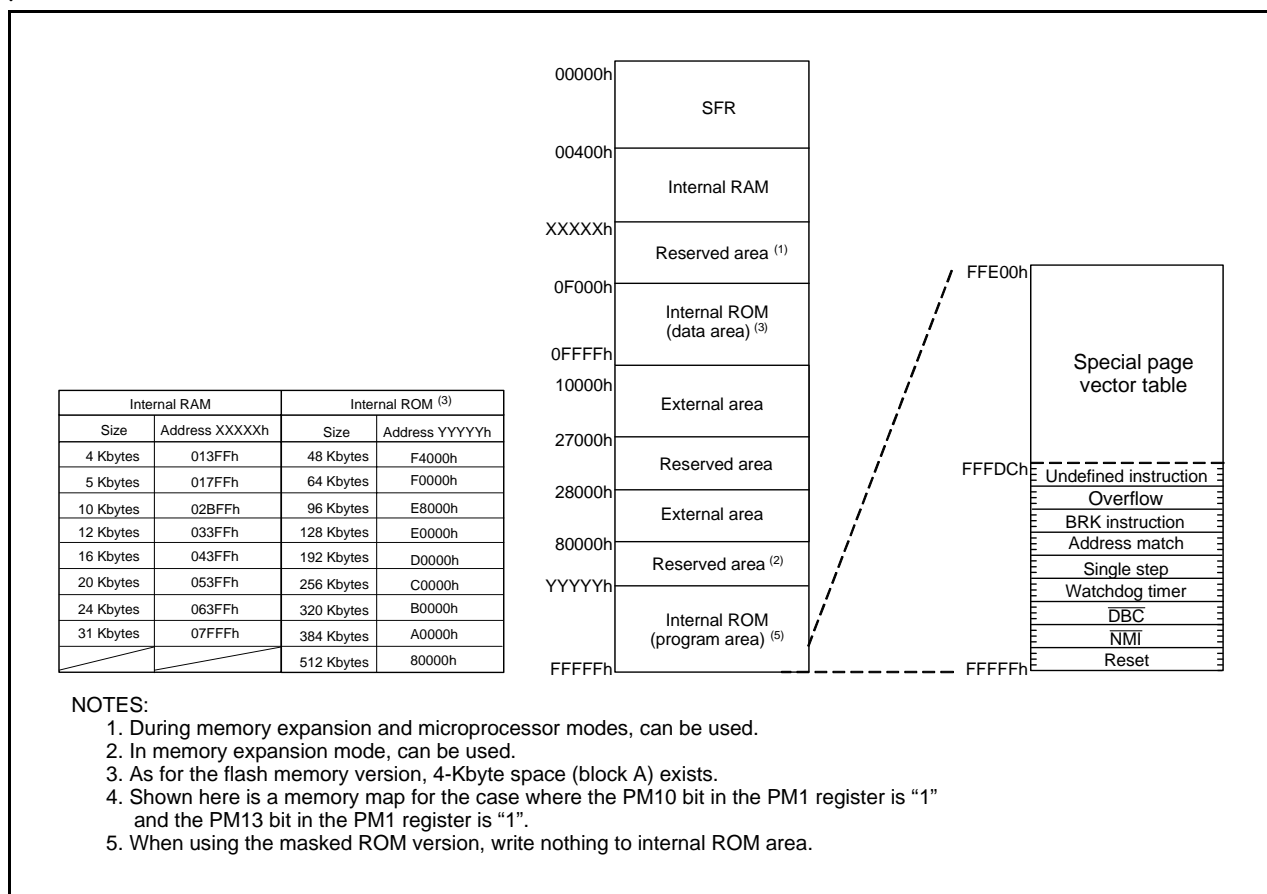 00000h
SFR
00400h
Internal RAM
XXXXXh
Reserved area (1)
0F000h
Internal ROM
(data area) (3)
0FFFFh
10000h
External area
27000h
Reserved area
28000h
External area
80000h
Reserved area (2)
YYYYYh
Internal ROM
(program area) (5)
FFFFFh
FFE00h
Special page
vector table
FFFDCh
Undefined instruction
Overflow
BRK instruction
Address match
Single step
Watchdog timer
DBC
NMI
Reset
FFFFFh
Internal RAM Internal ROM (3)
Size Address XXXXXh Size Address YYYYYh
4 Kbytes 013FFh 48 Kbytes F4000h
5 Kbytes 017FFh 64 Kbytes F0000h
10 Kbytes 02BFFh 96 Kbytes E8000h
12 Kbytes 033FFh 128 Kbytes E0000h
16 Kbytes 043FFh 192 Kbytes D0000h
20 Kbytes 053FFh 256 Kbytes C0000h
24 Kbytes 063FFh 320 Kbytes B0000h
31 Kbytes 07FFFh 384 Kbytes A0000h
512 Kbytes 80000h
NOTES:
1. During memory expansion and microprocessor modes, can be used.
2. In memory expansion mode, can be used.
3. As for the flash memory version, 4-Kbyte space (block A) exists.
4. Shown here is a memory map for the case where the PM10 bit in the PM1 register is “1”
and the PM13 bit in the PM1 register is “1”.
5. When using the masked ROM version, write nothing to internal ROM area.